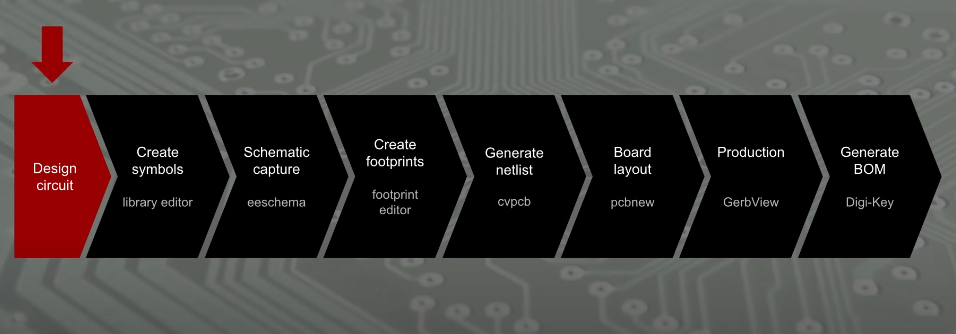 Design
circuit
Create
symbols
library editor
Schematic
capture
eeschema
Create
footprints
footprint
editor
Generate
netlist
cvpcb
Board
layout
pcbnew
Production
GerbView
Generate
BOM
Digi-Key